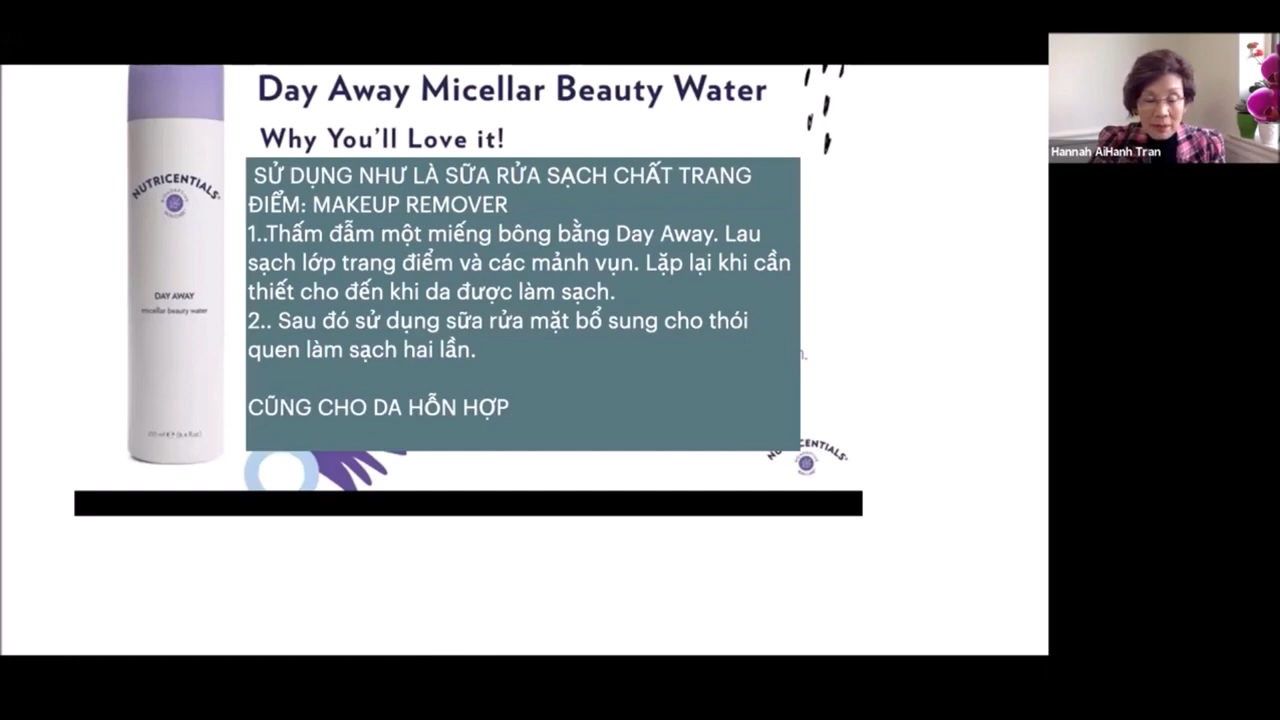 Day Away Micellar Beauty Water
Why You'll Love it!
SỬ DỤNG NHƯ LÀ SỮA RỬA SẠCH CHẤT TRANG
ĐIỂM: MAKEUP REMOVER
1..Thấm đẫm một miếng bông bằng Day Away. Lau
sạch lớp trang điểm và các mảnh vụn. Lặp lại khi cần
thiết cho đến khi da được làm sạch.
2.. Sau đó sử dụng sữa rửa mặt bổ sung cho thói
quen làm sạch hai lần.
CŨNG CHO DA HỖN HỢP
NUTRICENTIALS
DAY AWAY
micellar beauty water
Hannah AiHanh Tran